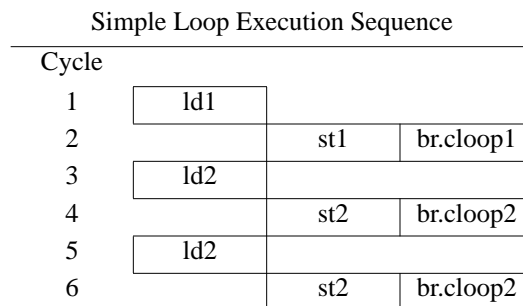 Simple Loop Execution Sequence
Cycle
1 ld1
2 st1 br.cloop1
3 ld2
4 st2 br.cloop2
5 ld2
6 st2 br.cloop2